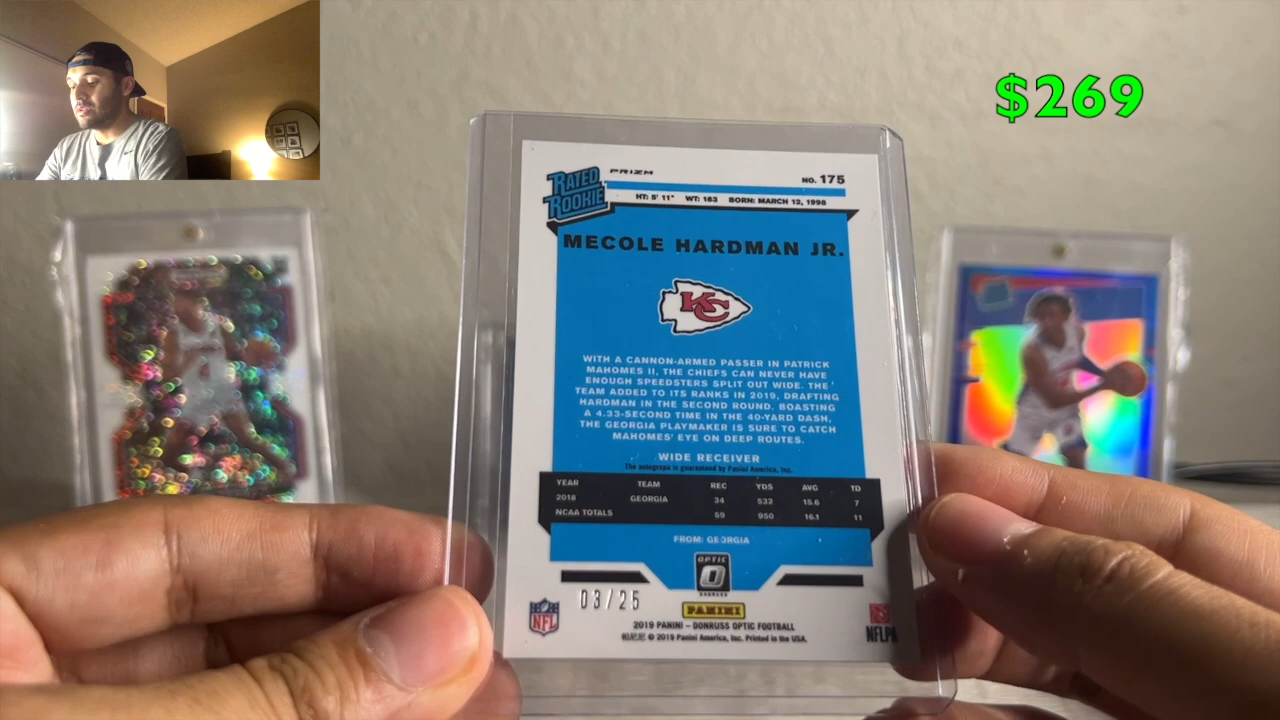 $269
RATED
ROOKIE
PRIZM
NO. 175
HT: 5' 11" WT: 183 BORN: MARCH 12, 1998
MECOLE HARDMAN JR.
KC
WITH A CANNON-ARMED PASSER IN PATRICK
MAHOMES II, THE CHIEFS CAN NEVER HAVE
ENOUGH SPEEDSTERS SPLIT OUT WIDE. THE
TEAM ADDED TO ITS RANKS IN 2019, DRAFTING
HARDMAN IN THE SECOND ROUND. BOASTING
A 4.33-SECOND TIME IN THE 40-YARD DASH,
THE GEORGIA PLAYMAKER IS SURE TO CATCH
MAHOMES' EYE ON DEEP ROUTES.
WIDE RECEIVER
The autograph is guaranteed by Panini America, Inc.
YEAR TEAM REC YDS AVG TD
2018 GEORGIA 34 532 15.6 7
NCAA TOTALS 59 950 16.1 11
FROM: GEORGIA
OPTIC
DONRUSS
03/25
NFL
PANINI
NFLPA
2019 PANINI – DONRUSS OPTIC FOOTBALL
帕尼尼 © 2019 Panini America, Inc. Printed in the USA.